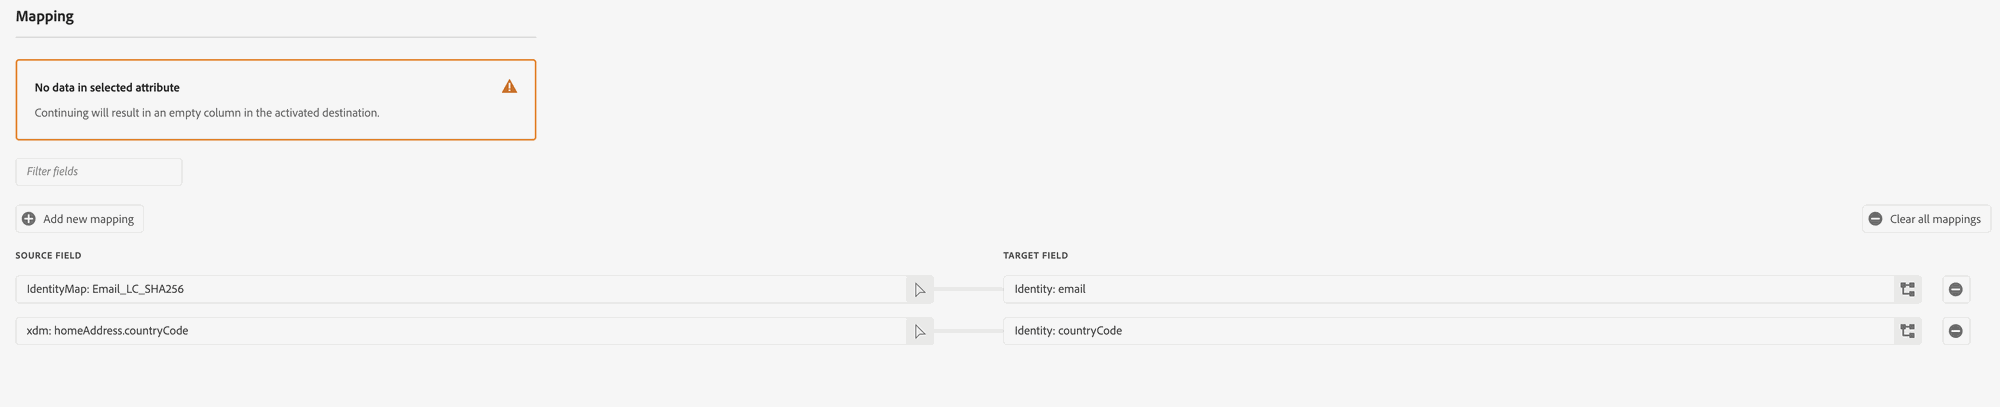 Mapping
No data in selected attribute
Continuing will result in an empty column in the activated destination.
Filter fields
Add new mapping
Clear all mappings
SOURCE FIELD
TARGET FIELD
IdentityMap: Email_LC_SHA256
Identity: email
xdm: homeAddress.countryCode
Identity: countryCode